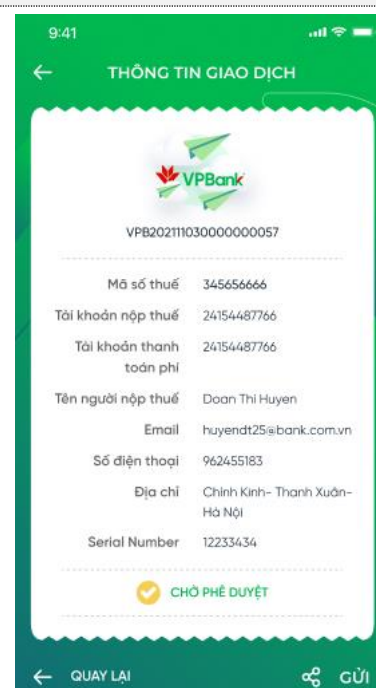 9:41
THÔNG TIN GIAO DỊCH
VPBank
VPB202111030000000057
Mã số thuế 345656666
Tài khoản nộp thuế 24154487766
Tài khoản thanh 24154487766
toán phí
Tên người nộp thuế Doan Thi Huyen
Email huyendt25@bank.com.vn
Số điện thoại 962455183
Địa chỉ Chính Kinh- Thanh Xuân-
Hà Nội
Serial Number 12233434
CHỜ PHÊ DUYỆT
QUAY LẠI GỬI